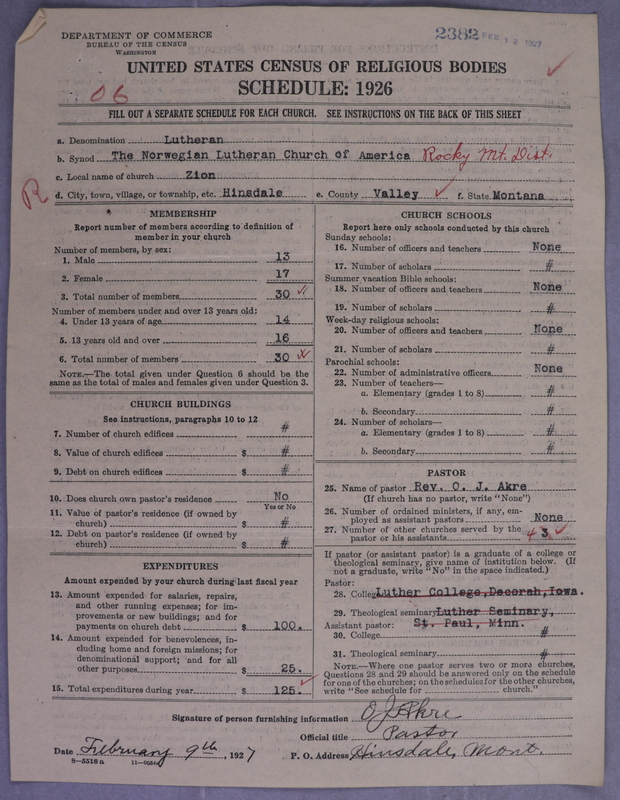 DEPARTMENT OF COMMERCE
BUREAU OF THE CENSUS
WASHINGTON
2382 FEB 12 1927
UNITED STATES CENSUS OF RELIGIOUS BODIES
SCHEDULE: 1926
06
FILL OUT A SEPARATE SCHEDULE FOR EACH CHURCH. SEE INSTRUCTIONS ON THE BACK OF THIS SHEET
a. Denomination Lutheran
b. Synod The Norwegian Lutheran Church of America Rocky Mt. Dist.
c. Local name of church Zion
R
d. City, town, village, or township, etc. Hinsdale e. County Valley f. State Montana
MEMBERSHIP
Report number of members according to definition of
member in your church
Number of members, by sex:
1. Male 13
2. Female 17
3. Total number of members 30
Number of members under and over 13 years old:
4. Under 13 years of age 14
5. 13 years old and over 16
6. Total number of members 30
NOTE.—The total given under Question 6 should be
same as the total of males and females given under Question 3.
CHURCH BUILDINGS
See instructions, paragraphs 10 to 12
7. Number of church edifices #
8. Value of church edifices $ #
9. Debt on church edifices $ #
10. Does church own pastor's residence No
Yes or No
11. Value of pastor's residence (if owned by
church) $ #
12. Debt on pastor's residence (if owned by
church) $ #
EXPENDITURES
Amount expended by your church during last fiscal year
13. Amount expended for salaries, repairs,
and other running expenses; for im-
provements or new buildings; and for
payments on church debt $ 100.
14. Amount expended for benevolences, in-
cluding home and foreign missions; for
denominational support; and for all
other purposes $ 25.
15. Total expenditures during year $ 125.
CHURCH SCHOOLS
Report here only schools conducted by this church
Sunday schools:
16. Number of officers and teachers None
17. Number of scholars #
Summer vacation Bible schools:
18. Number of officers and teachers None
19. Number of scholars #
Week-day religious schools:
20. Number of officers and teachers None
21. Number of scholars #
Parochial schools:
22. Number of administrative officers None
23. Number of teachers—
a. Elementary (grades 1 to 8) #
b. Secondary #
24. Number of scholars—
a. Elementary (grades 1 to 8) #
b. Secondary #
PASTOR
25. Name of pastor Rev. O. J. Akre
(If church has no pastor, write "None")
26. Number of ordained ministers, if any, em-
ployed as assistant pastors None
27. Number of other churches served by the
pastor or his assistants 4 3
If pastor (or assistant pastor) is a graduate of a college or
theological seminary, give name of institution below. (If
not a graduate, write "No" in the space indicated.)
Pastor:
28. College Luther College, Decorah, Iowa.
29. Theological seminary Luther Seminary,
Assistant pastor: St. Paul, Minn.
30. College #
31. Theological seminary #
NOTE.—Where one pastor serves two or more churches,
Questions 28 and 29 should be answered only on the schedule
for one of the churches; on the schedules for the other churches,
write "See schedule for church."
Signature of person furnishing information O J Akre
Official title Pastor
Date February 9th, 1927 P. O. Address Hinsdale, Mont.
8-5518 a